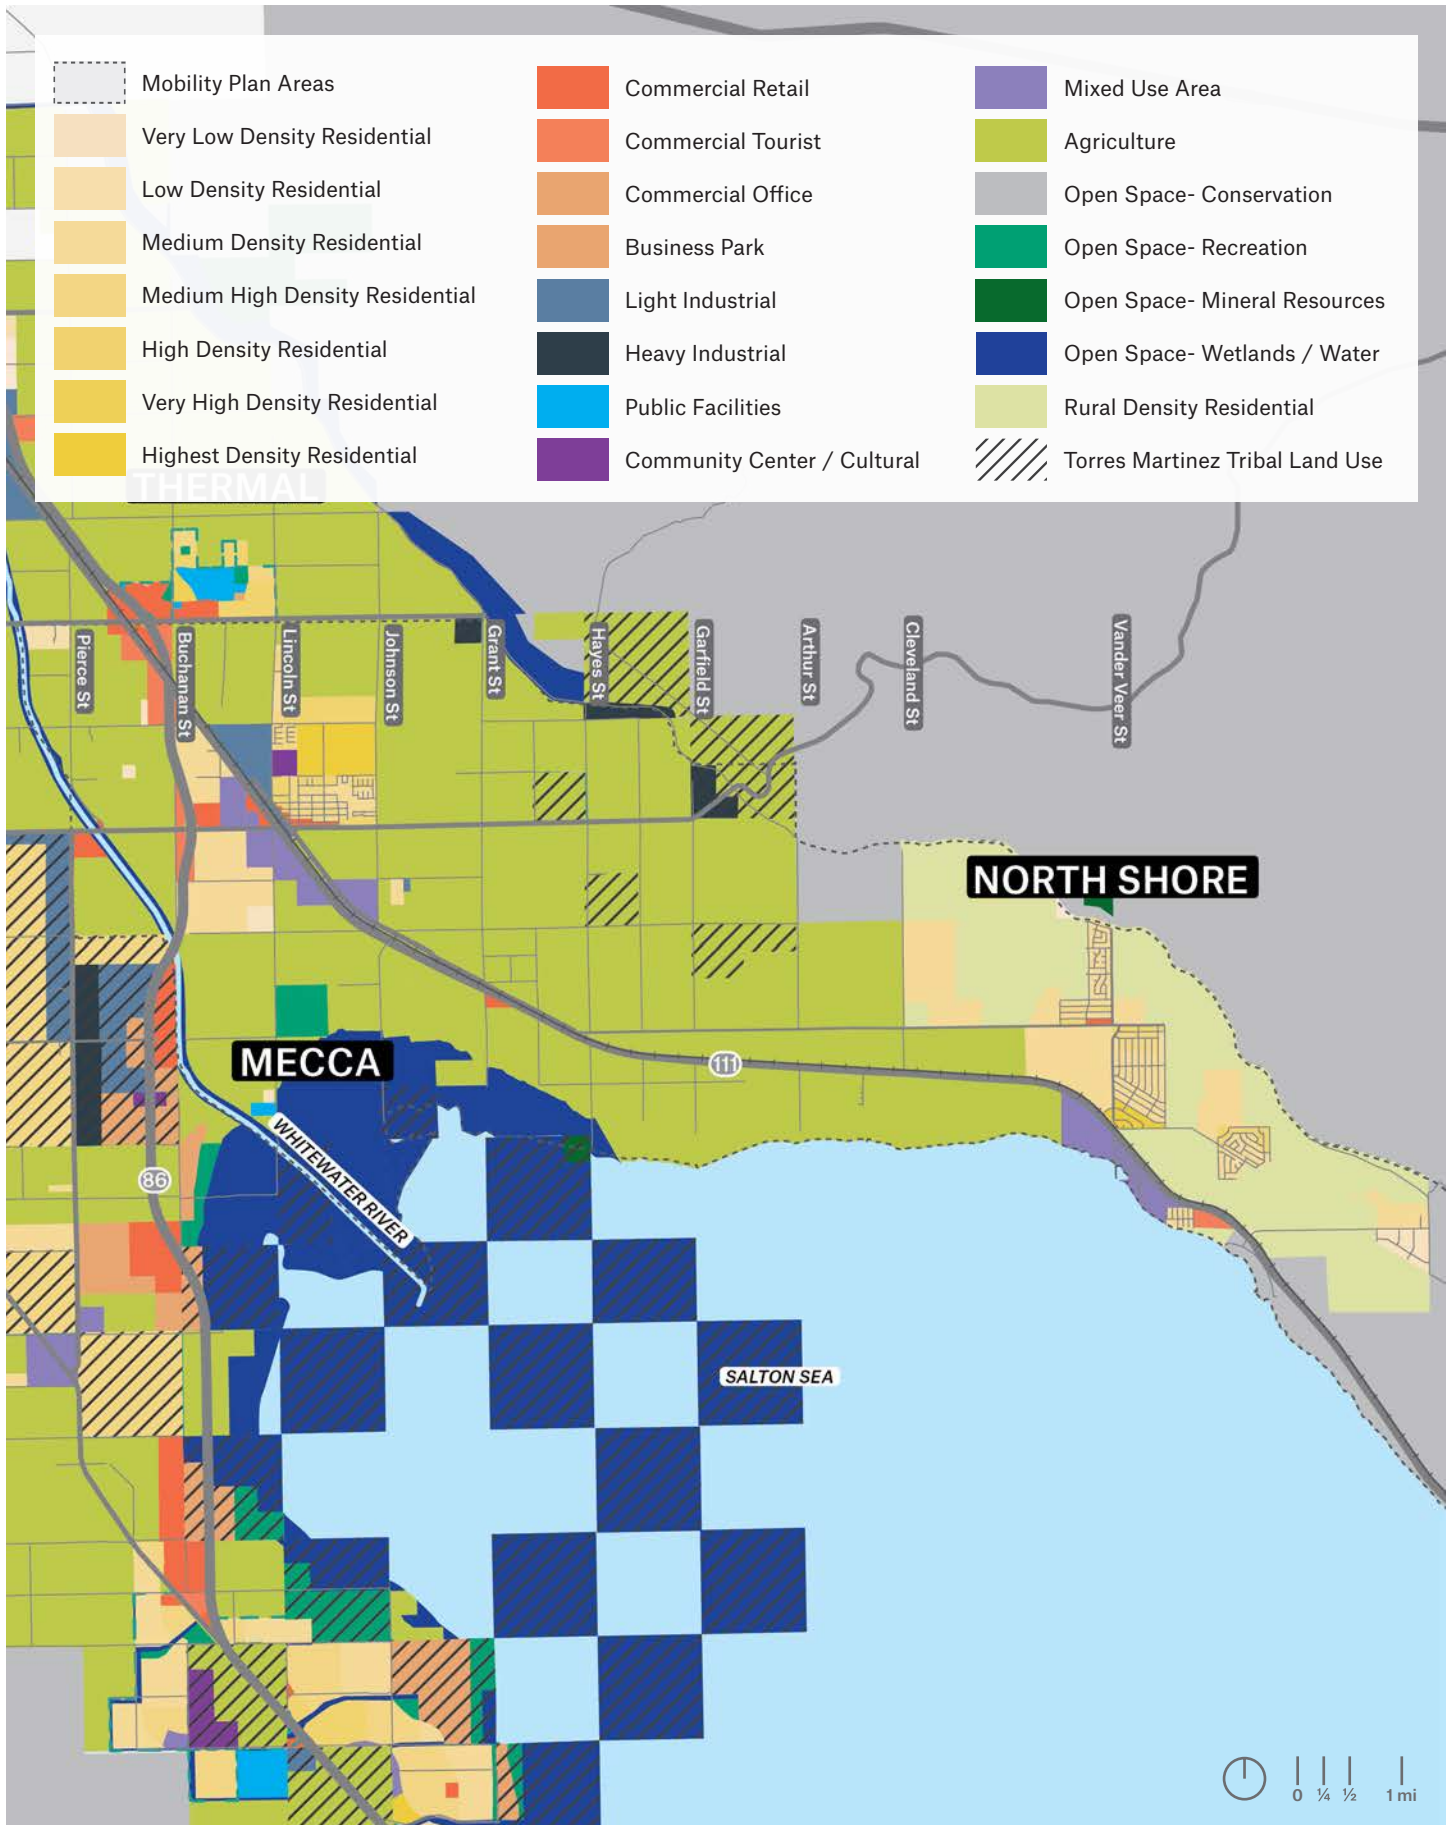 Mobility Plan Areas
Very Low Density Residential
Low Density Residential
Medium Density Residential
Medium High Density Residential
High Density Residential
Very High Density Residential
Highest Density Residential
Commercial Retail
Commercial Tourist
Commercial Office
Business Park
Light Industrial
Heavy Industrial
Public Facilities
Community Center / Cultural
Mixed Use Area
Agriculture
Open Space- Conservation
Open Space- Recreation
Open Space- Mineral Resources
Open Space- Wetlands / Water
Rural Density Residential
Torres Martinez Tribal Land Use
THERMAL
Pierce St
Buchanan St
Lincoln St
Johnson St
Grant St
Hayes St
Garfield St
Arthur St
Cleveland St
Vander Veer St
NORTH SHORE
MECCA
111
WHITEWATER RIVER
86
SALTON SEA
0 ¼ ½ 1 mi